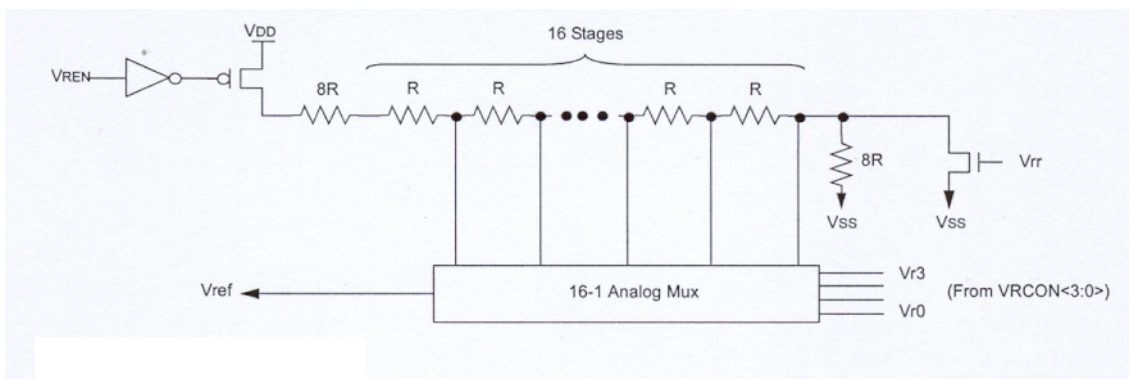 VDD
16 Stages
VREN
8R
R
R
R
R
8R
Vrr
VSS
VSS
Vref
16-1 Analog Mux
Vr3
(From VRCON<3:0>)
Vr0